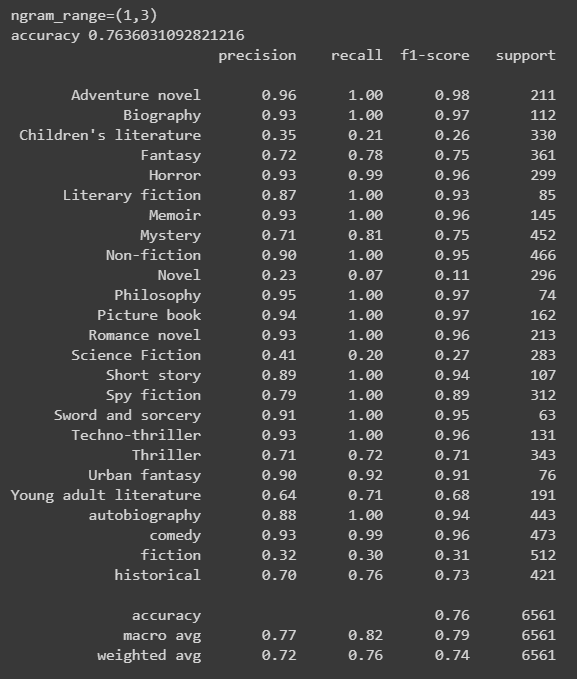 ngram_range=(1,3)
accuracy 0.7636031092821216
precision recall f1-score support
Adventure novel 0.96 1.00 0.98 211
Biography 0.93 1.00 0.97 112
Children's literature 0.35 0.21 0.26 330
Fantasy 0.72 0.78 0.75 361
Horror 0.93 0.99 0.96 299
Literary fiction 0.87 1.00 0.93 85
Memoir 0.93 1.00 0.96 145
Mystery 0.71 0.81 0.75 452
Non-fiction 0.90 1.00 0.95 466
Novel 0.23 0.07 0.11 296
Philosophy 0.95 1.00 0.97 74
Picture book 0.94 1.00 0.97 162
Romance novel 0.93 1.00 0.96 213
Science Fiction 0.41 0.20 0.27 283
Short story 0.89 1.00 0.94 107
Spy fiction 0.79 1.00 0.89 312
Sword and sorcery 0.91 1.00 0.95 63
Techno-thriller 0.93 1.00 0.96 131
Thriller 0.71 0.72 0.71 343
Urban fantasy 0.90 0.92 0.91 76
Young adult literature 0.64 0.71 0.68 191
autobiography 0.88 1.00 0.94 443
comedy 0.93 0.99 0.96 473
fiction 0.32 0.30 0.31 512
historical 0.70 0.76 0.73 421
accuracy 0.76 6561
macro avg 0.77 0.82 0.79 6561
weighted avg 0.72 0.76 0.74 6561